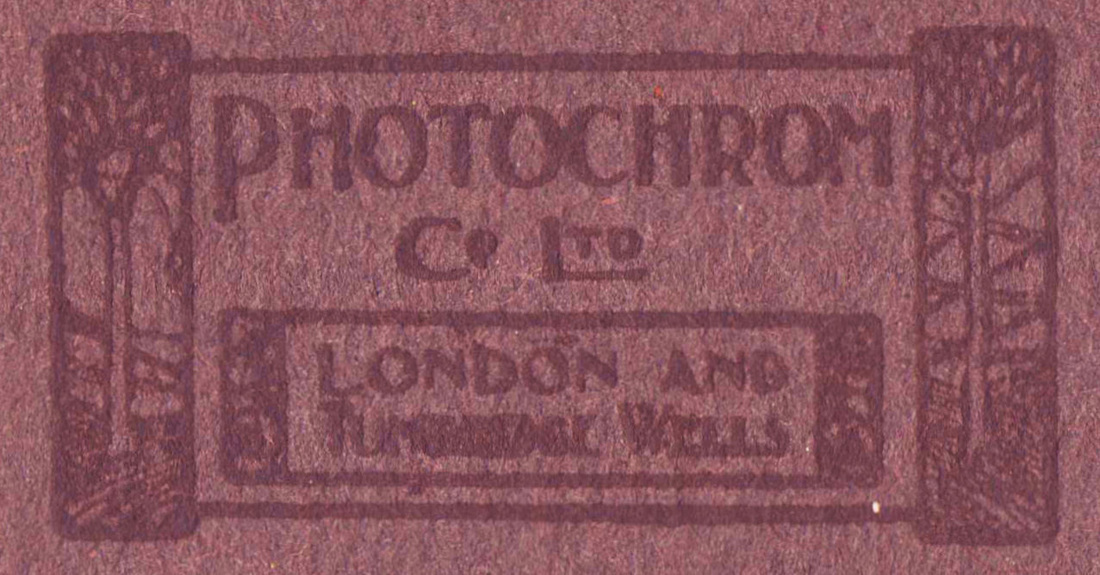 PHOTOCHROM
Co LTD
LONDON AND
TUNBRIDGE WELLS